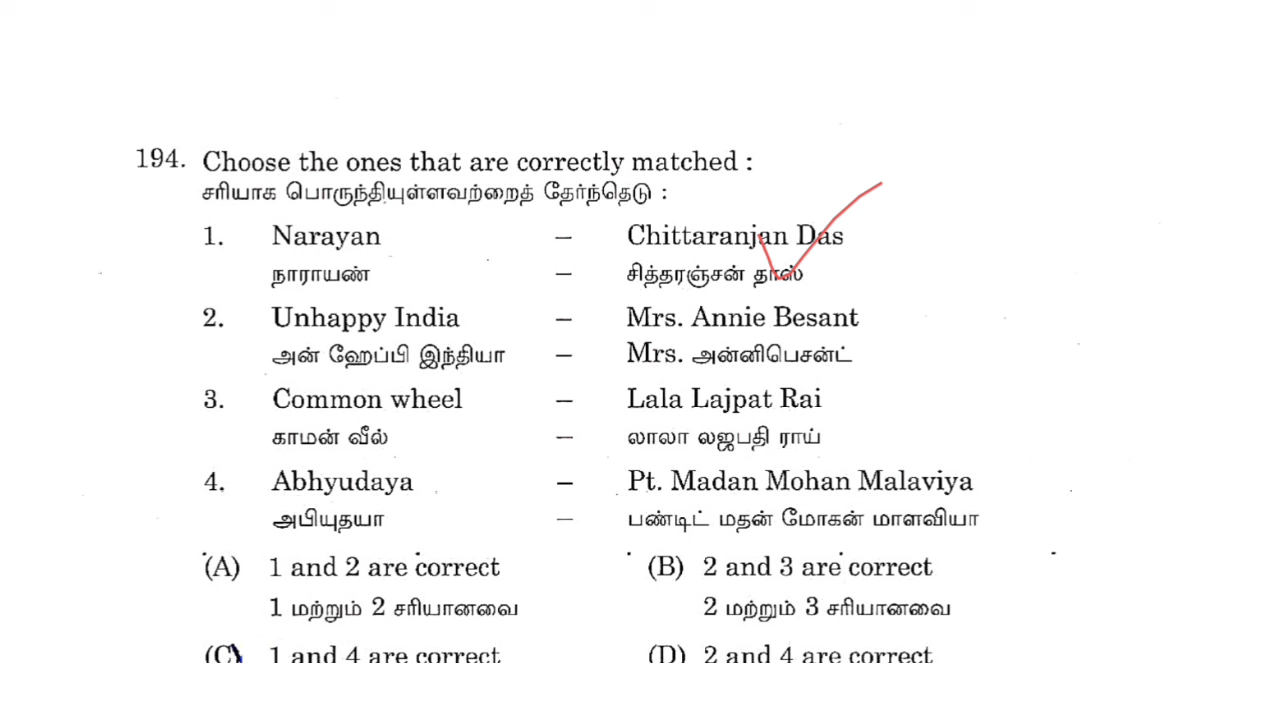 194. Choose the ones that are correctly matched :
சரியாக பொருந்தியுள்ளவற்றைத் தேர்ந்தெடு :
1. Narayan – Chittaranjan Das
நாராயண் – சித்தரஞ்சன் தாஸ்
2. Unhappy India – Mrs. Annie Besant
அன் ஹேப்பி இந்தியா – Mrs. அன்னிபெசன்ட்
3. Common wheel – Lala Lajpat Rai
காமன் வீல் – லாலா லஜபதி ராய்
4. Abhyudaya – Pt. Madan Mohan Malaviya
அபியுதயா – பண்டிட் மதன் மோகன் மாளவியா
(A) 1 and 2 are correct (B) 2 and 3 are correct
1 மற்றும் 2 சரியானவை 2 மற்றும் 3 சரியானவை
(C) 1 and 4 are correct (D) 2 and 4 are correct